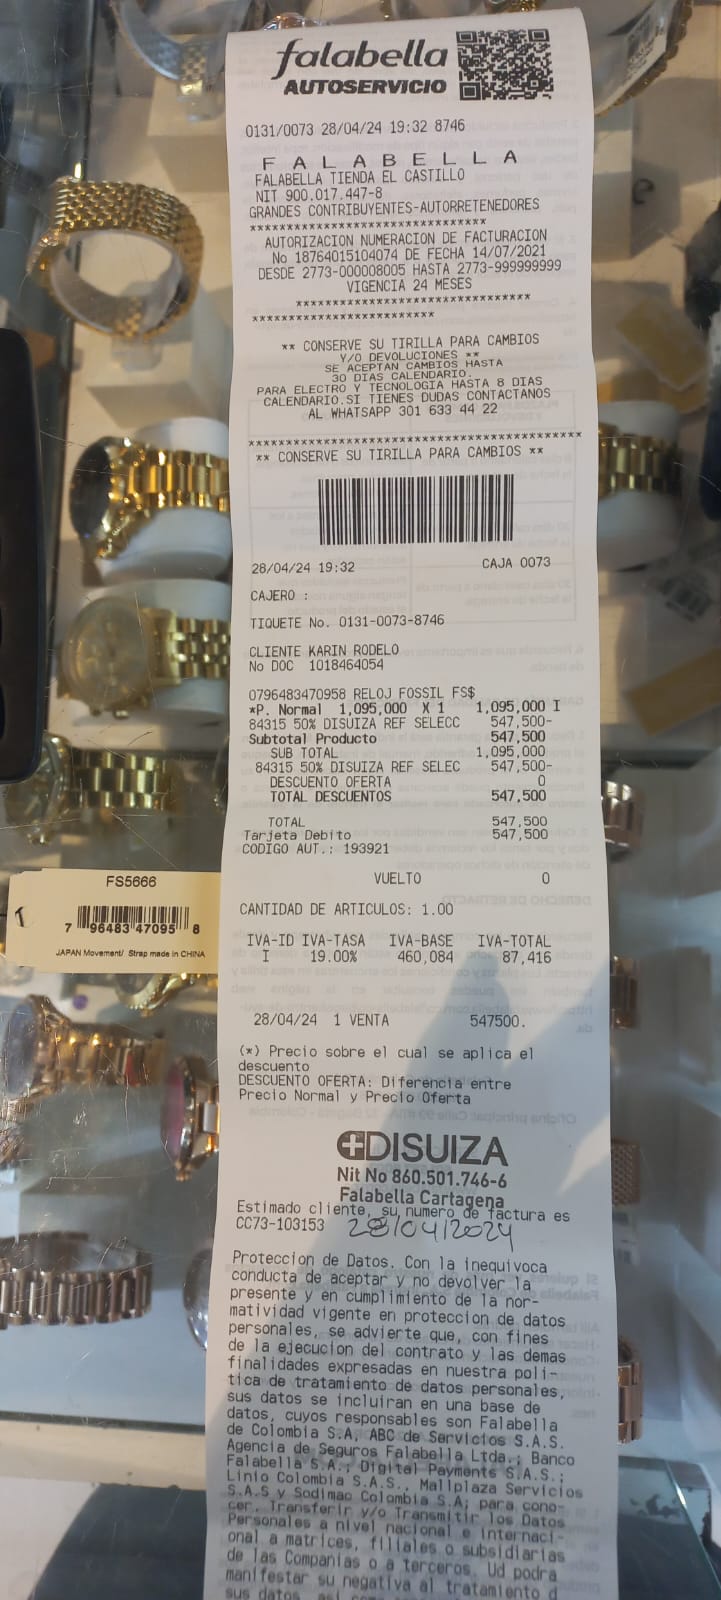 falabella
AUTOSERVICIO
0131/0073 28/04/24 19:32 8746
F A L A B E L L A
FALABELLA TIENDA EL CASTILLO
NIT 900.017.447-8
GRANDES CONTRIBUYENTES-AUTORRETENEDORES
********************************
AUTORIZACION NUMERACION DE FACTURACION
No 18764015104074 DE FECHA 14/07/2021
DESDE 2773-000008005 HASTA 2773-999999999
VIGENCIA 24 MESES
********************************
*************************
** CONSERVE SU TIRILLA PARA CAMBIOS
Y/O DEVOLUCIONES **
SE ACEPTAN CAMBIOS HASTA
30 DIAS CALENDARIO.
PARA ELECTRO Y TECNOLOGIA HASTA 8 DIAS
CALENDARIO.SI TIENES DUDAS CONTACTANOS
AL WHATSAPP 301 633 44 22
********************************************
** CONSERVE SU TIRILLA PARA CAMBIOS **
28/04/24 19:32 CAJA 0073
CAJERO :
TIQUETE No. 0131-0073-8746
CLIENTE KARIN RODELO
No DOC 1018464054
0796483470958 RELOJ FOSSIL FS$
*P. Normal 1,095,000 X 1 1,095,000 I
84315 50% DISUIZA REF SELECC 547,500-
Subtotal Producto 547,500
SUB TOTAL 1,095,000
84315 50% DISUIZA REF SELEC 547,500-
DESCUENTO OFERTA 0
TOTAL DESCUENTOS 547,500
TOTAL 547,500
Tarjeta Debito 547,500
CODIGO AUT.: 193921
VUELTO 0
CANTIDAD DE ARTICULOS: 1.00
IVA-ID IVA-TASA IVA-BASE IVA-TOTAL
I 19.00% 460,084 87,416
28/04/24 1 VENTA 547500.
(*) Precio sobre el cual se aplica el
descuento
DESCUENTO OFERTA: Diferencia entre
Precio Normal y Precio Oferta
DISUIZA
Nit No 860.501.746-6
Falabella Cartagena
Estimado cliente, su numero de factura es
CC73-103153 28/04/2024
Proteccion de Datos. Con la inequivoca
conducta de aceptar y no devolver la
presente y en cumplimiento de la nor-
matividad vigente en proteccion de datos
personales, se advierte que, con fines
de la ejecucion del contrato y las demas
finalidades expresadas en nuestra poli-
tica de tratamiento de datos personales,
sus datos se incluiran en una base de
datos, cuyos responsables son Falabella
de Colombia S.A, ABC de Servicios S.A.S.
Agencia de Seguros Falabella Ltda.; Banco
Falabella S.A.; Digital Payments S.A.S.;
Linio Colombia S.A.S., Mallplaza Servicios
S.A.S y Sodimac Colombia S.A; para cono-
cer, Transferir y/o Transmitir los Datos
Personales a nivel nacional e internaci-
onal a matrices, filiales o subsidiarias
de las Companias o a terceros. Ud podra
manifestar su negativa al tratamiento d
sus datos, asi como
FS5666
7 96483 47095 8
JAPAN Movement/ Strap made in CHINA